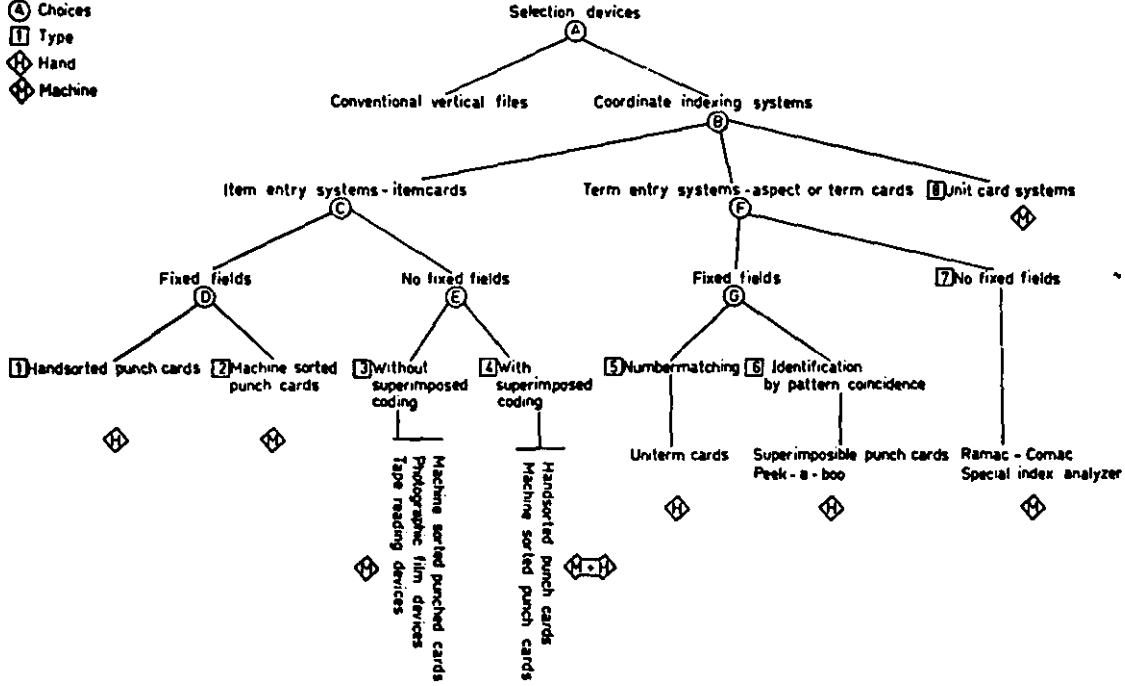 A Choices
1 Type
H Hand
M Machine
Selection devices
A
Conventional vertical files
Coordinate indexing systems
B
Item entry systems - itemcards
C
Term entry systems - aspect or term cards
F
8 Unit card systems
M
Fixed fields
D
No fixed fields
E
Fixed fields
G
7 No fixed fields
1 Handsorted punch cards
H
2 Machine sorted
punch cards
M
3 Without
superimposed
coding
4 With
superimposed
coding
5 Numbermatching
6 Identification
by pattern coincidence
Machine sorted punched cards
Photographic film devices
Tape reading devices
M
Handsorted punch cards
Machine sorted punch cards
M + H
Uniterm cards
H
Superimposible punch cards
Peek - a - boo
H
Ramac - Comac
Special index analyzer
M